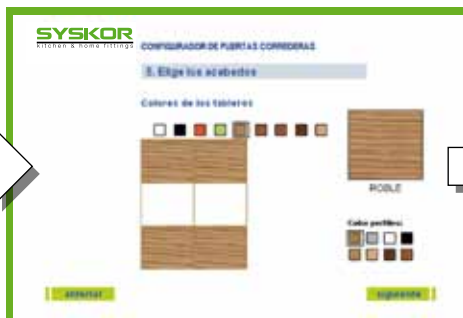 SYSKOR
kitchen & home fittings
CONFIGURADOR DE PUERTAS CORREDERAS
5. Elige los acabados
Colores de los tableros
ROBLE
Color perfiles:
anterior
siguiente